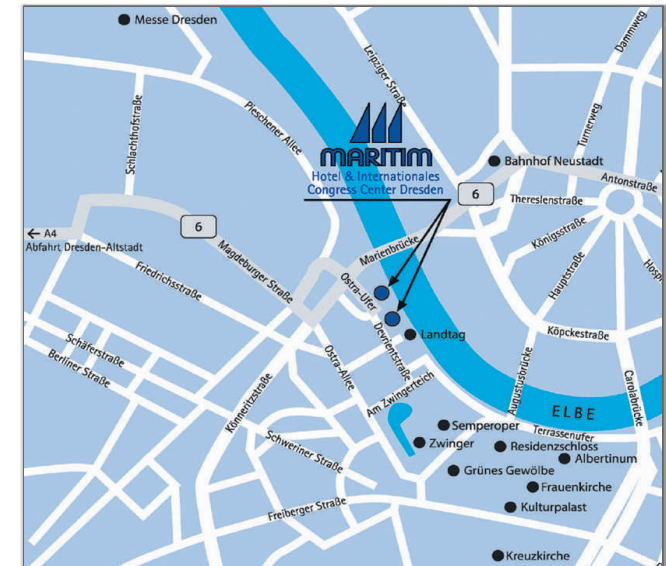 Messe Dresden
Leipziger Straße
Dammweg
Pieschener Allee
Schlachthofstraße
Turnerweg
MARITIM
Hotel & Internationales
Congress Center Dresden
Bahnhof Neustadt
Antonstraße
6
Thereslenstraße
Königsstraße
6
← A4
Abfahrt Dresden-Altstadt
Marienbrücke
Magdeburger Straße
Friedrichsstraße
Hauptstraße
Ostra-Ufer
Devrientstraße
Landtag
Köpckestraße
Schäferstraße
Berliner Straße
Ostra-Allee
Könneritzstraße
Am Zwingerteich
Augustusbrücke
Carolabrücke
ELBE
Terrassenufer
Semperoper
Zwinger
Residenzschloss
Albertinum
Schweriner Straße
Grünes Gewölbe
Frauenkirche
Freiberger Straße
Kulturpalast
Kreuzkirche